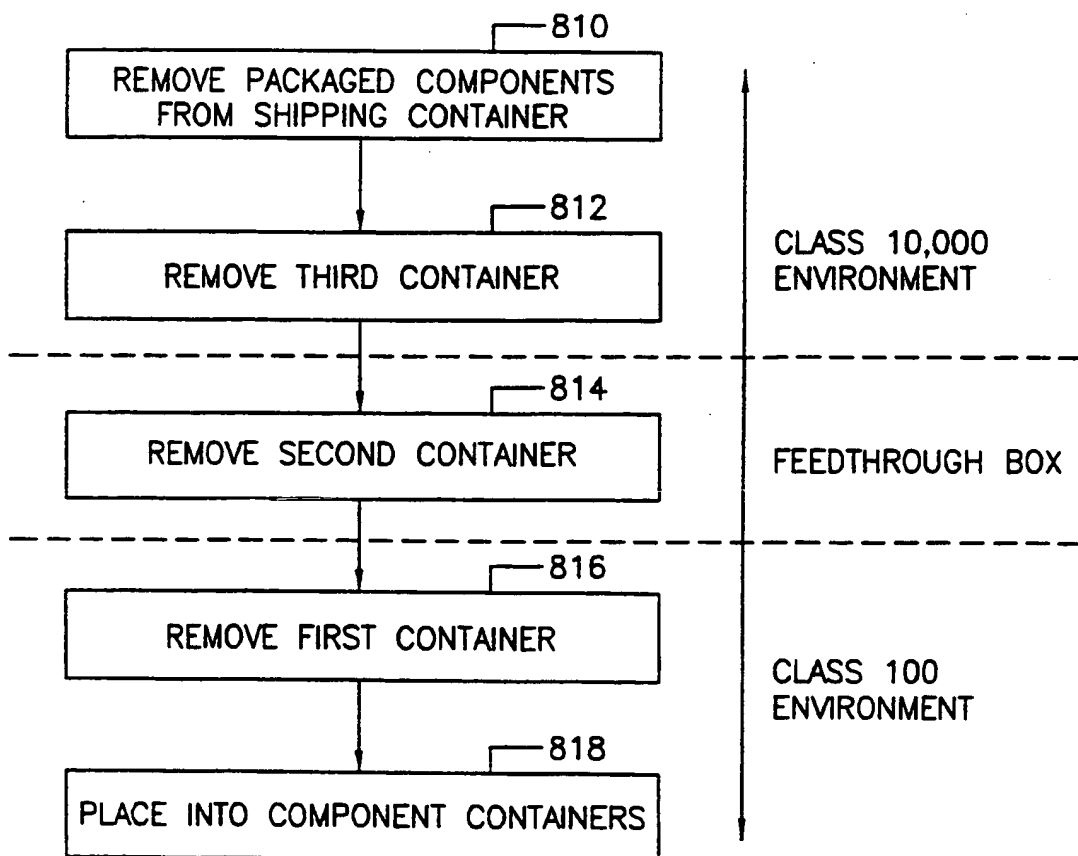 810
REMOVE PACKAGED COMPONENTS
FROM SHIPPING CONTAINER
812
REMOVE THIRD CONTAINER
CLASS 10,000
ENVIRONMENT
814
REMOVE SECOND CONTAINER
FEEDTHROUGH BOX
816
REMOVE FIRST CONTAINER
CLASS 100
ENVIRONMENT
818
PLACE INTO COMPONENT CONTAINERS